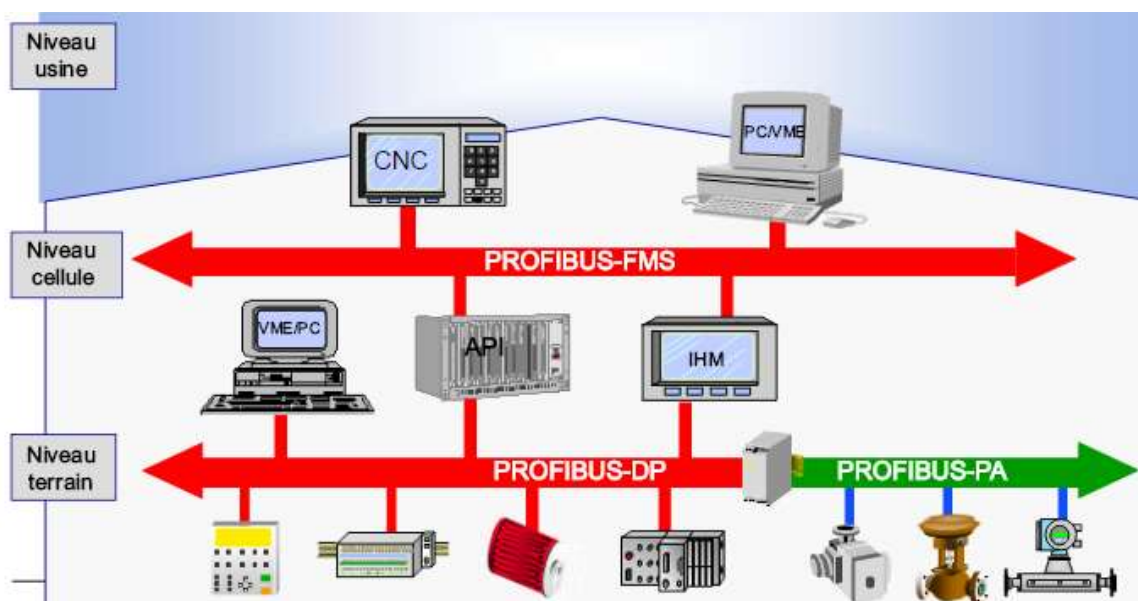 Niveau
usine
CNC
PC/VME
Niveau
cellule
PROFIBUS-FMS
VME/PC
API
IHM
Niveau
terrain
PROFIBUS-DP
PROFIBUS-PA